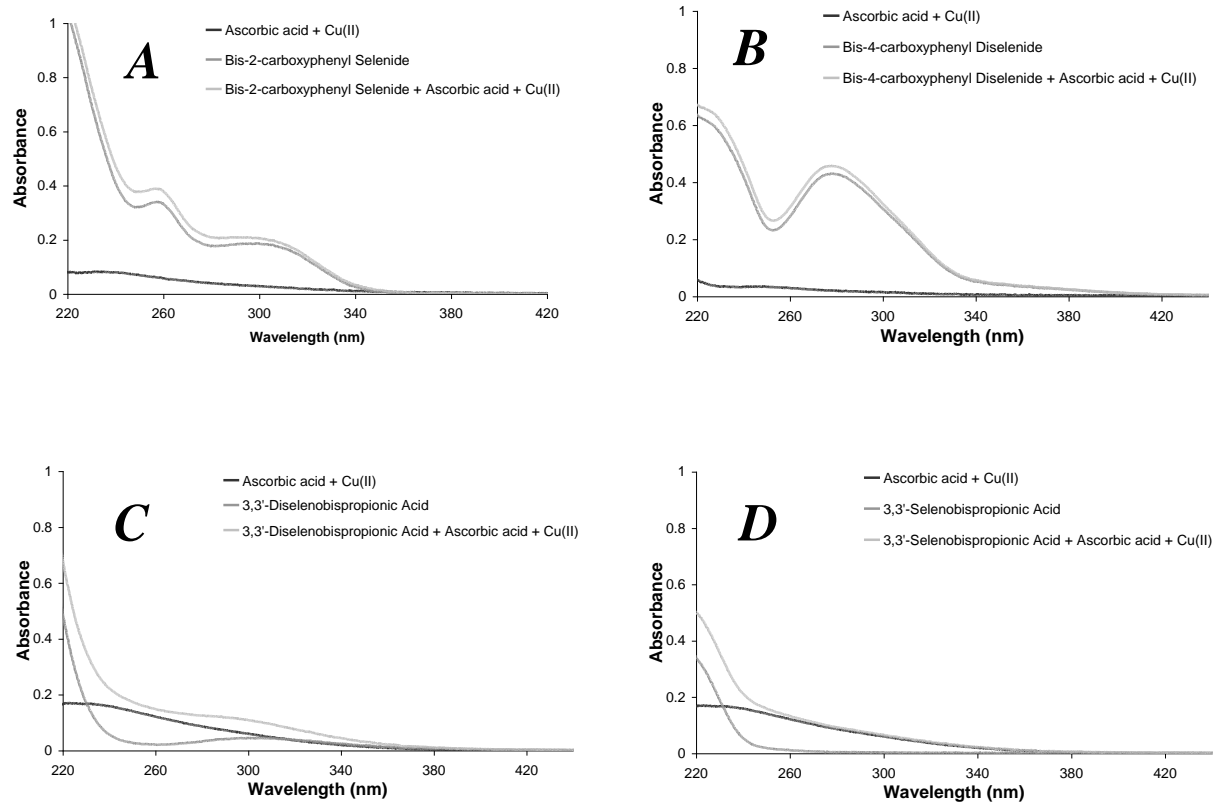 A
Ascorbic acid + Cu(II)
Bis-2-carboxyphenyl Selenide
Bis-2-carboxyphenyl Selenide + Ascorbic acid + Cu(II)
Absorbance
1
0.8
0.6
0.4
0.2
0
220 260 300 340 380 420
Wavelength (nm)
B
Ascorbic acid + Cu(II)
Bis-4-carboxyphenyl Diselenide
Bis-4-carboxyphenyl Diselenide + Ascorbic acid + Cu(II)
Absorbance
1
0.8
0.6
0.4
0.2
0
220 260 300 340 380 420
Wavelength (nm)
C
Ascorbic acid + Cu(II)
3,3'-Diselenobispropionic Acid
3,3'-Diselenobispropionic Acid + Ascorbic acid + Cu(II)
Absorbance
1
0.8
0.6
0.4
0.2
0
220 260 300 340 380 420
Wavelength (nm)
D
Ascorbic acid + Cu(II)
3,3'-Selenobispropionic Acid
3,3'-Selenobispropionic Acid + Ascorbic acid + Cu(II)
Absorbance
1
0.8
0.6
0.4
0.2
0
220 260 300 340 380 420
Wavelength (nm)